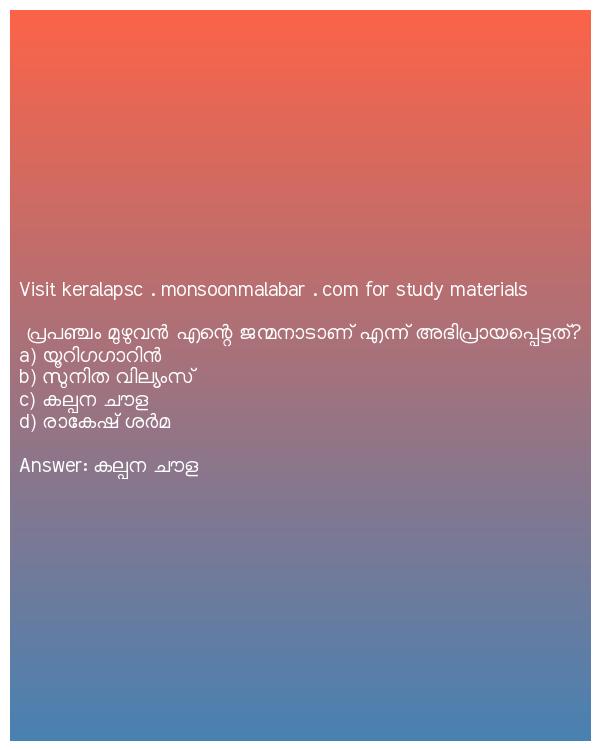 Visit keralapsc . monsoonmalabar . com for study materials
പ്രപഞ്ചം മുഴുവൻ എന്റെ ജന്മനാടാണ് എന്ന് അഭിപ്രായപ്പെട്ടത്?
a) യൂറിഗഗാറിൻ
b) സുനിത വില്യംസ്
c) കല്പന ചൗള
d) രാകേഷ് ശർമ
Answer: കല്പന ചൗള